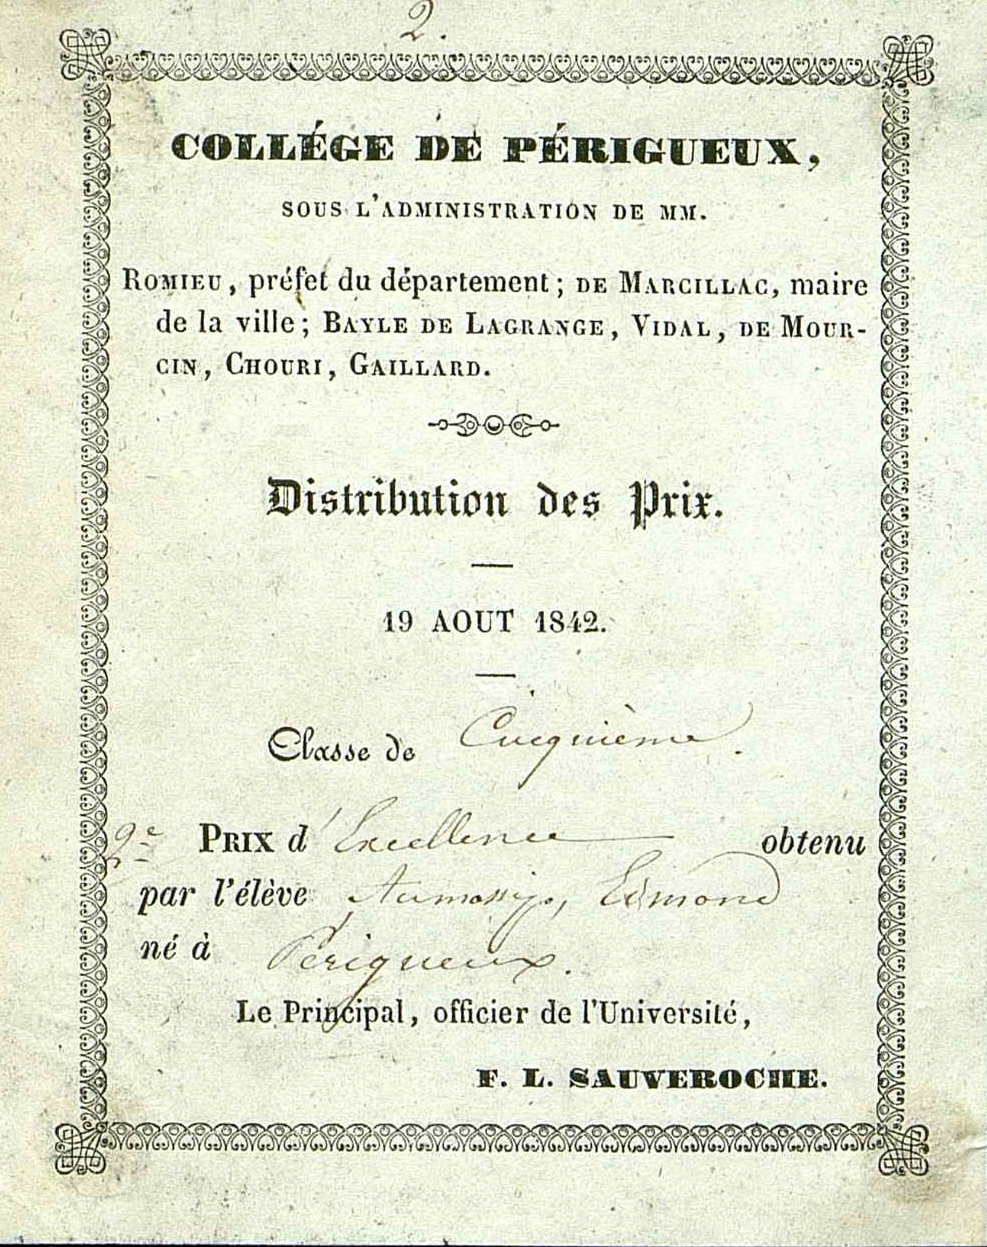 2.
COLLÉGE DE PÉRIGUEUX,
SOUS L'ADMINISTRATION DE MM.
ROMIEU, préfet du département; DE MARCILLAC, maire
de la ville; BAYLE DE LAGRANGE, VIDAL, DE MOUR-
CIN, CHOURI, GAILLARD.
Distribution des Prix.
19 AOUT 1842.
Classe de Cinquième.
2e PRIX d'Excellence obtenu
par l'élève Edmond
né à Périgueux.
Le Principal, officier de l'Université,
F. L. SAUVEROCHE.